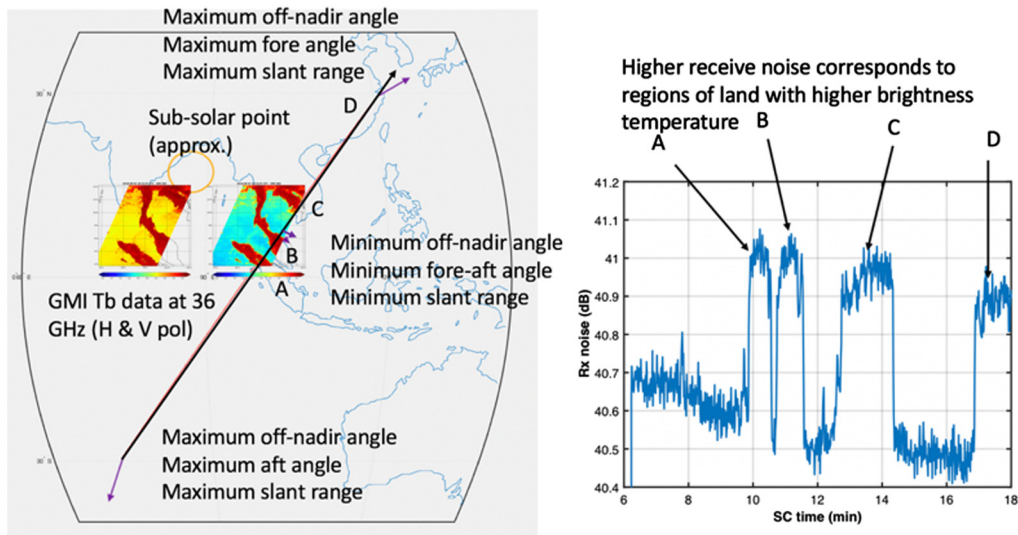 Maximum off-nadir angle
Maximum fore angle
Maximum slant range
D
Sub-solar point
(approx.)
30° N
C
B
A
Minimum off-nadir angle
Minimum fore-aft angle
Minimum slant range
GMI Tb data at 36
GHz (H & V pol)
Maximum off-nadir angle
Maximum aft angle
Maximum slant range
30° S
Higher receive noise corresponds to
regions of land with higher brightness
temperature
A
B
C
D
41.2
41.1
41
40.9
40.8
40.7
40.6
40.5
40.4
Rx noise (dB)
6
8
10
12
14
16
18
SC time (min)